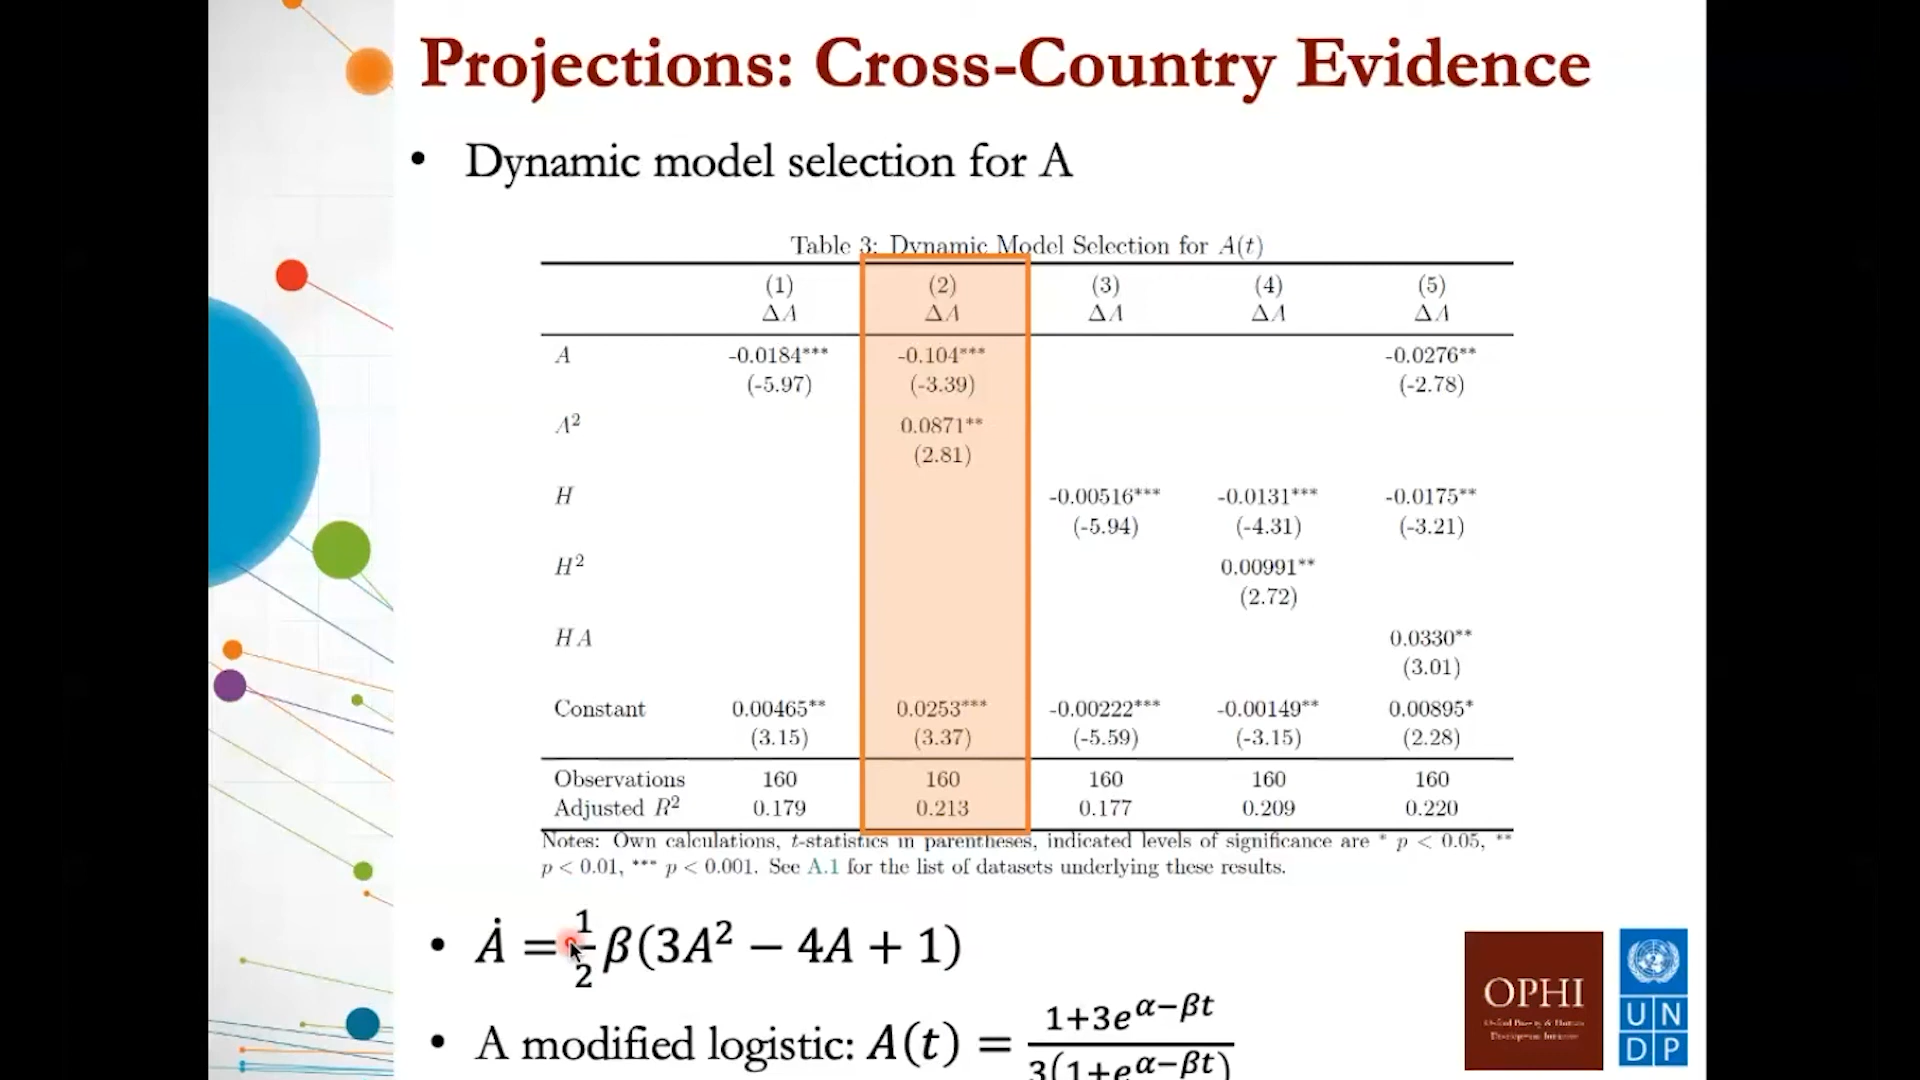 Projections: Cross-Country Evidence
• Dynamic model selection for A
Table 3: Dynamic Model Selection for A(t)
(1) (2) (3) (4) (5)
ΔA ΔA ΔA ΔA ΔA
A -0.0184*** -0.104*** -0.0276**
(-5.97) (-3.39) (-2.78)
A² 0.0871**
(2.81)
H -0.00516*** -0.0131*** -0.0175**
(-5.94) (-4.31) (-3.21)
H² 0.00991**
(2.72)
HA 0.0330**
(3.01)
Constant 0.00465** 0.0253*** -0.00222*** -0.00149** 0.00895*
(3.15) (3.37) (-5.59) (-3.15) (2.28)
Observations 160 160 160 160 160
Adjusted R² 0.179 0.213 0.177 0.209 0.220
Notes: Own calculations, t-statistics in parentheses, indicated levels of significance are * p < 0.05, **
p < 0.01, *** p < 0.001. See A.1 for the list of datasets underlying these results.
• Ȧ = 1/2 β(3A² − 4A + 1)
• A modified logistic: A(t) = (1+3e^(α−βt))/(3(1+e^(α−βt)))
OPHI
Oxford Poverty & Human
Development Initiative
U N
D P